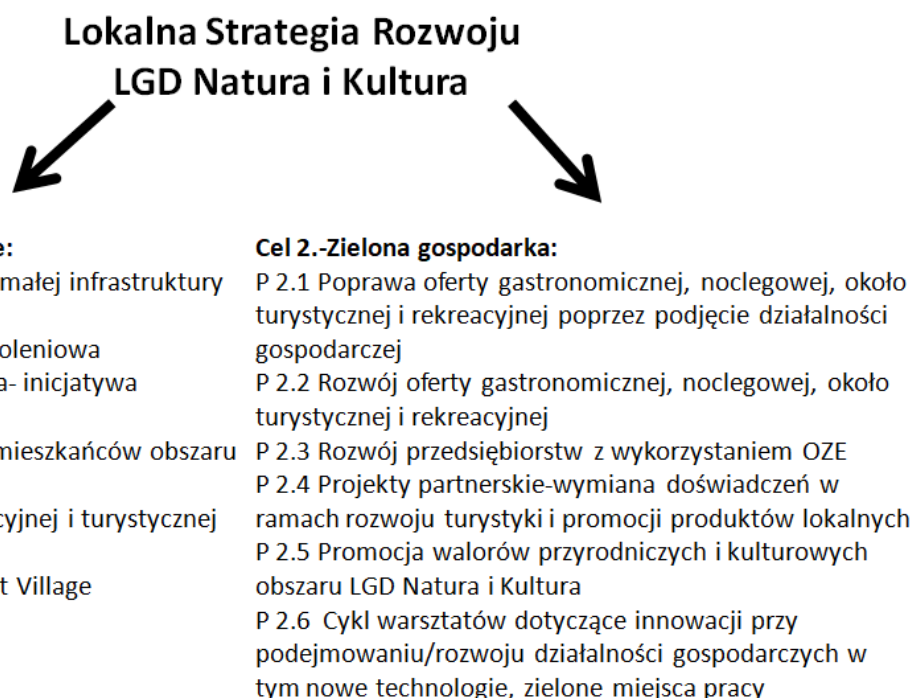 Lokalna Strategia Rozwoju
LGD Natura i Kultura
e:
małej infrastruktury
oleniowa
a- inicjatywa
mieszkańców obszaru
cyjnej i turystycznej
t Village
Cel 2.-Zielona gospodarka:
P 2.1 Poprawa oferty gastronomicznej, noclegowej, około
turystycznej i rekreacyjnej poprzez podjęcie działalności
gospodarczej
P 2.2 Rozwój oferty gastronomicznej, noclegowej, około
turystycznej i rekreacyjnej
P 2.3 Rozwój przedsiębiorstw z wykorzystaniem OZE
P 2.4 Projekty partnerskie-wymiana doświadczeń w
ramach rozwoju turystyki i promocji produktów lokalnych
P 2.5 Promocja walorów przyrodniczych i kulturowych
obszaru LGD Natura i Kultura
P 2.6 Cykl warsztatów dotyczące innowacji przy
podejmowaniu/rozwoju działalności gospodarczych w
tym nowe technologie, zielone miejsca pracy